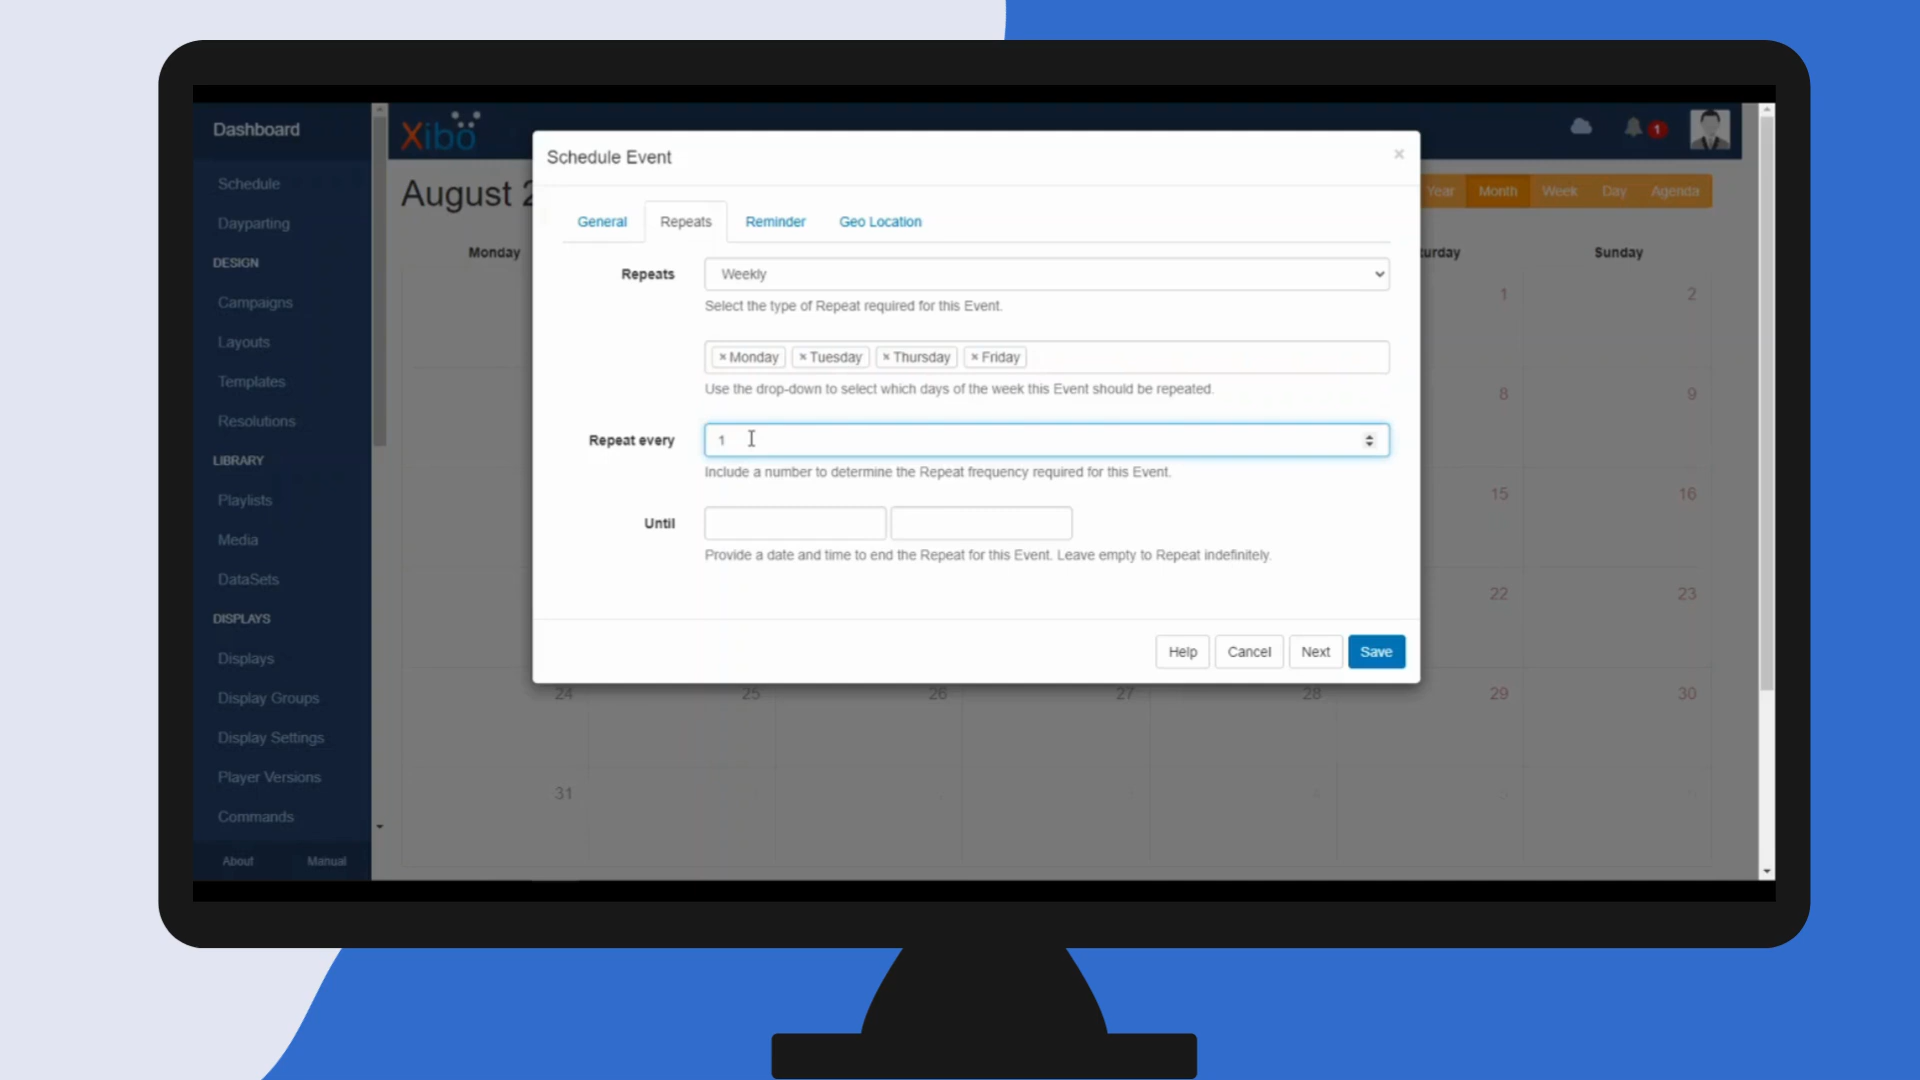 Dashboard
Schedule
Dayparting
DESIGN
Campaigns
Layouts
Templates
Resolutions
LIBRARY
Playlists
Media
DataSets
DISPLAYS
Displays
Display Groups
Display Settings
Player Versions
Commands
About Manual
Xibo
1
August 2
Year Month Week Day Agenda
Monday turday Sunday
1 2
8 9
15 16
22 23
24 25 26 27 28 29 30
31
Schedule Event ×
General Repeats Reminder Geo Location
Repeats Weekly
Select the type of Repeat required for this Event.
× Monday × Tuesday × Thursday × Friday
Use the drop-down to select which days of the week this Event should be repeated.
Repeat every 1
Include a number to determine the Repeat frequency required for this Event.
Until
Provide a date and time to end the Repeat for this Event. Leave empty to Repeat indefinitely.
Help Cancel Next Save